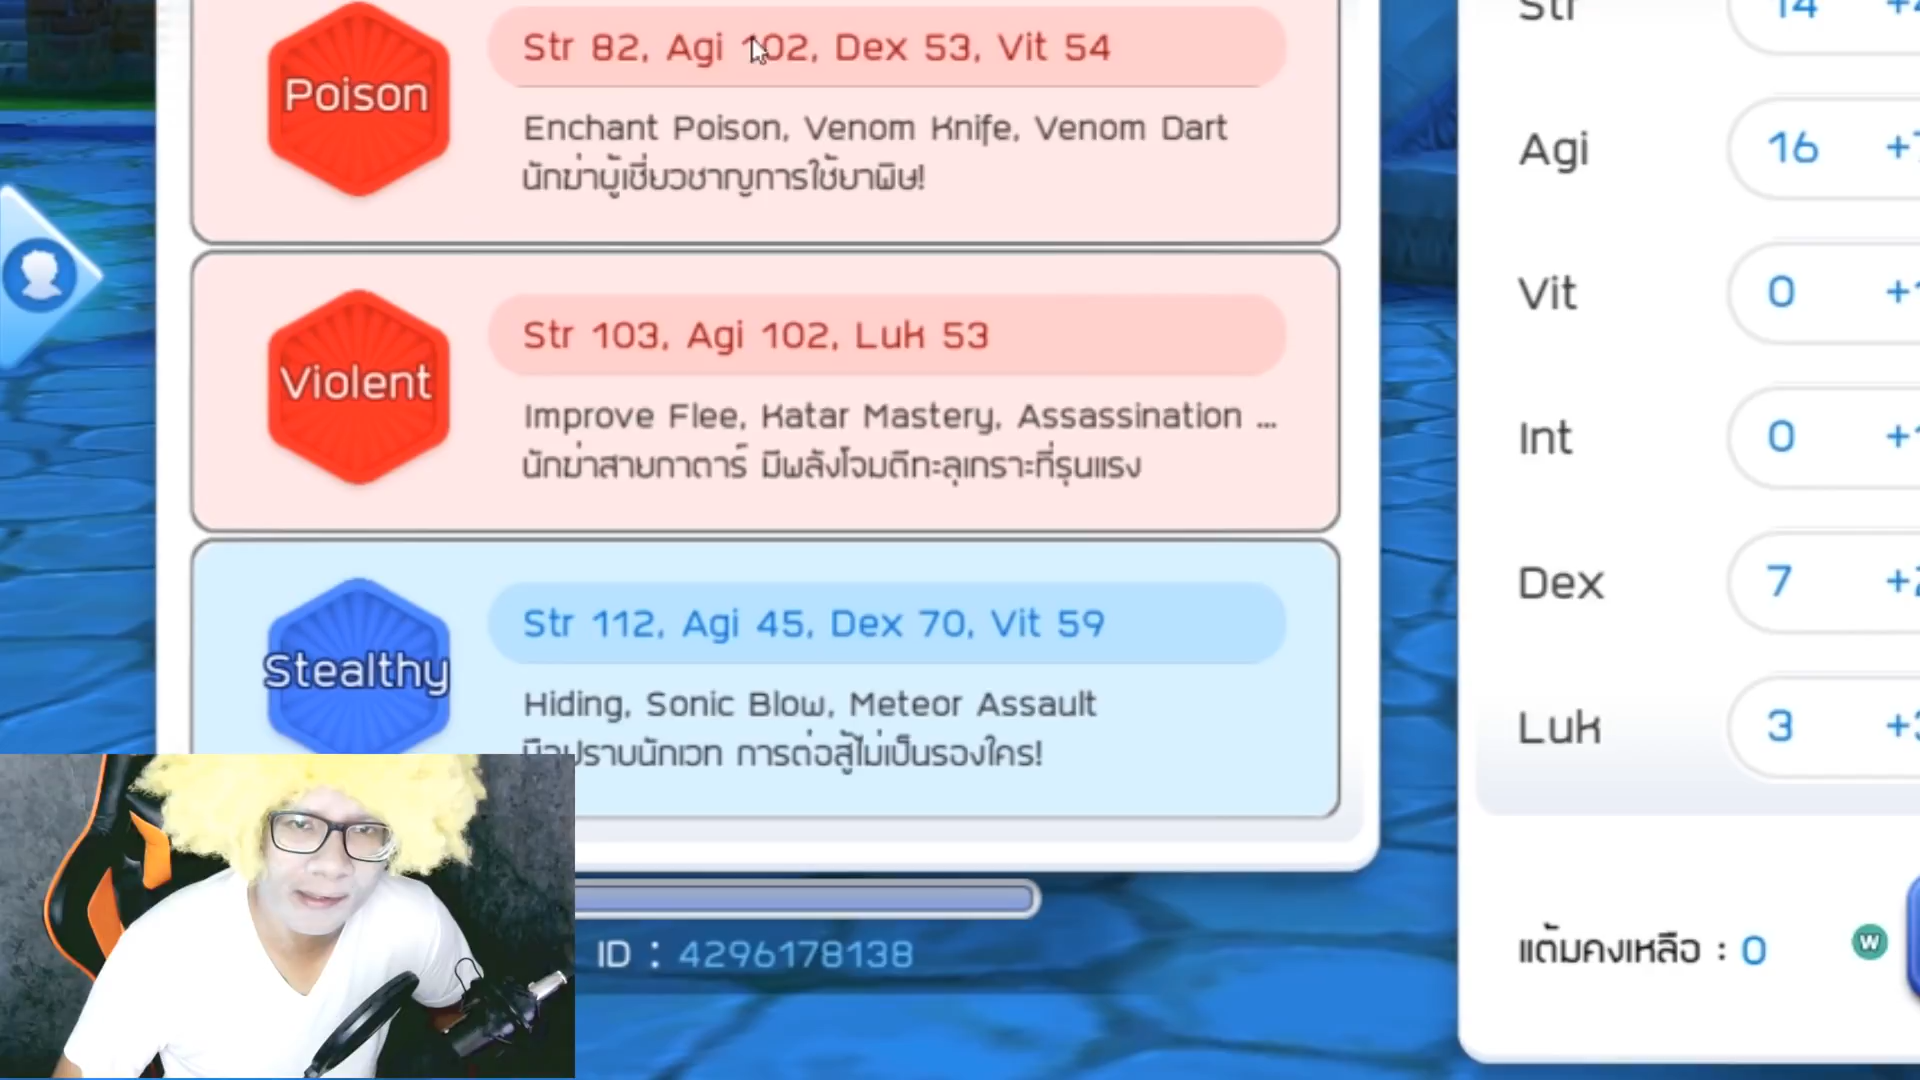 Poison
Str 82, Agi 102, Dex 53, Vit 54
Enchant Poison, Venom Knife, Venom Dart
นักฆ่าผู้เชี่ยวชาญการใช้ยาพิษ!
Violent
Str 103, Agi 102, Luk 53
Improve Flee, Katar Mastery, Assassination ...
นักฆ่าสายกาตาร์ มีพลังโจมตีทะลุเกราะที่รุนแรง
Stealthy
Str 112, Agi 45, Dex 70, Vit 59
Hiding, Sonic Blow, Meteor Assault
มือปราบนักเวท การต่อสู้ไม่เป็นรองใคร!
ID : 4296178138
Str 14
Agi 16
Vit 0
Int 0
Dex 7
Luk 3
แต้มคงเหลือ : 0
W